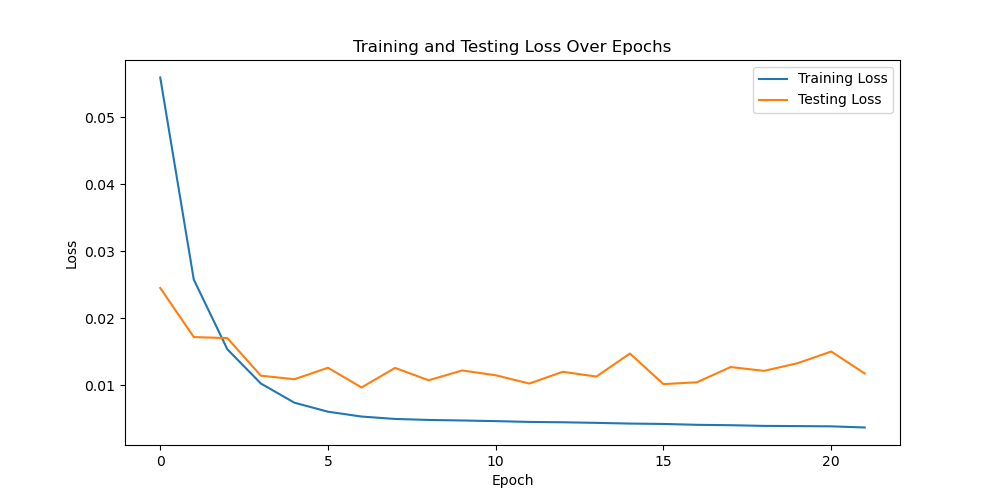 Training and Testing Loss Over Epochs
Training Loss
Testing Loss
0.05
0.04
0.03
0.02
0.01
Loss
0
5
10
15
20
Epoch